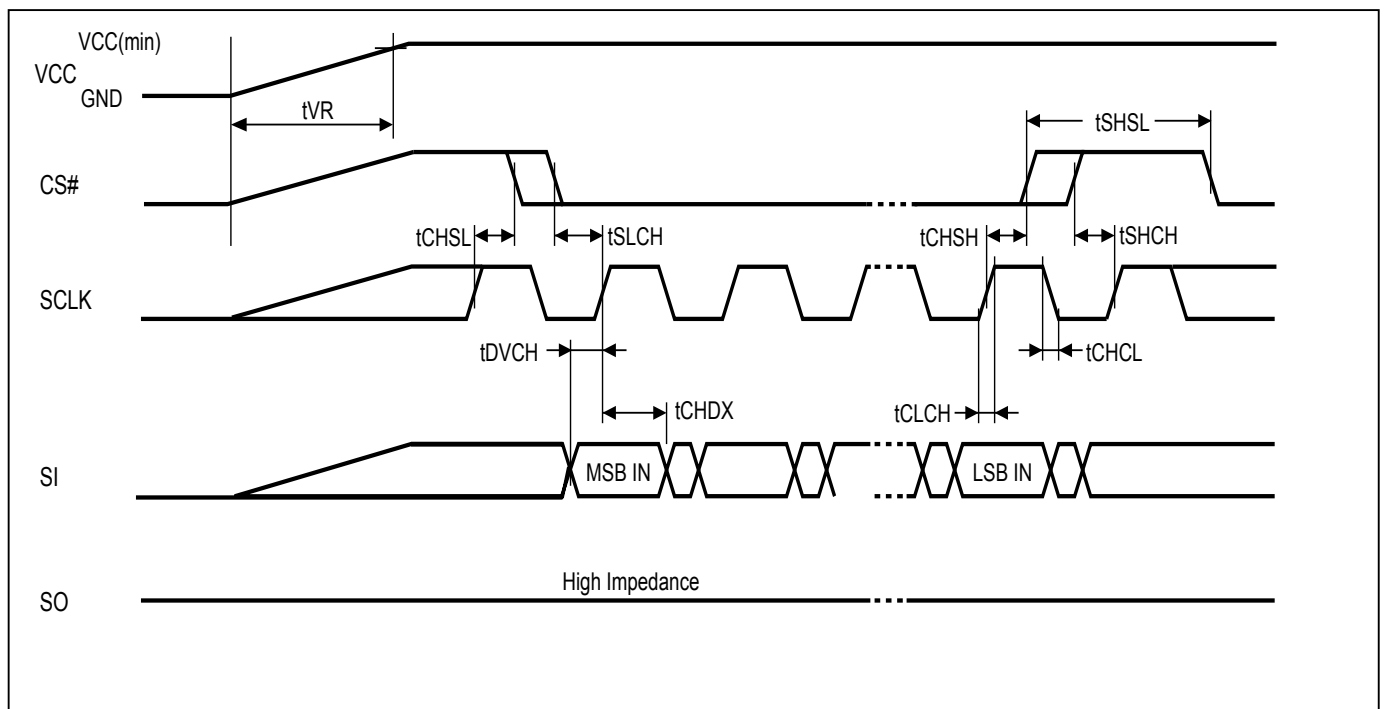 VCC(min)
VCC
GND
tVR
tSHSL
CS#
tCHSL
tSLCH
tCHSH
tSHCH
SCLK
tDVCH
tCHCL
tCHDX
tCLCH
SI
MSB IN
LSB IN
High Impedance
SO